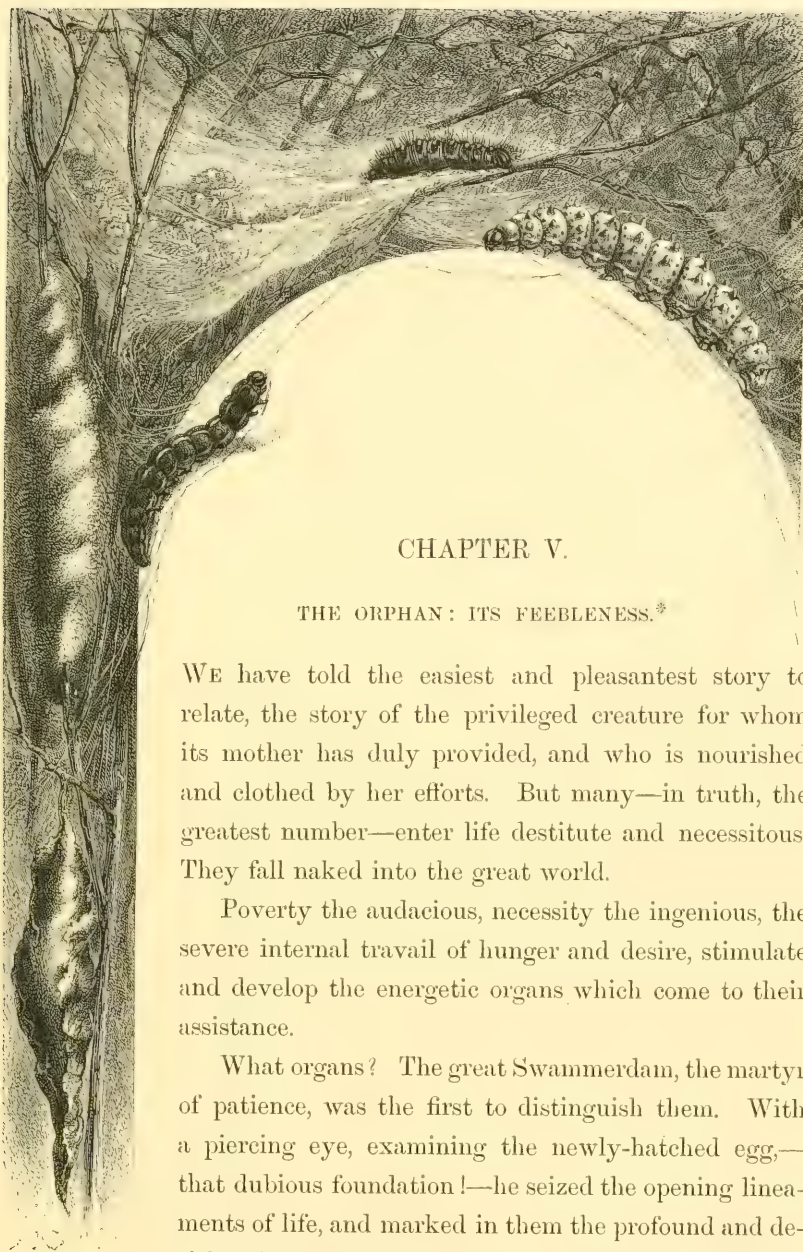 CHAPTER V.
THE ORPHAN: ITS FEEBLENESS.*
WE have told the easiest and pleasantest story to
relate, the story of the privileged creature for whom
its mother has duly provided, and who is nourished
and clothed by her efforts. But many—in truth, the
greatest number—enter life destitute and necessitous
They fall naked into the great world.
Poverty the audacious, necessity the ingenious, the
severe internal travail of hunger and desire, stimulate
and develop the energetic organs which come to their
assistance.
What organs? The great Swammerdam, the martyr
of patience, was the first to distinguish them. With
a piercing eye, examining the newly-hatched egg,—
that dubious foundation!—he seized the opening linea-
ments of life, and marked in them the profound and de-